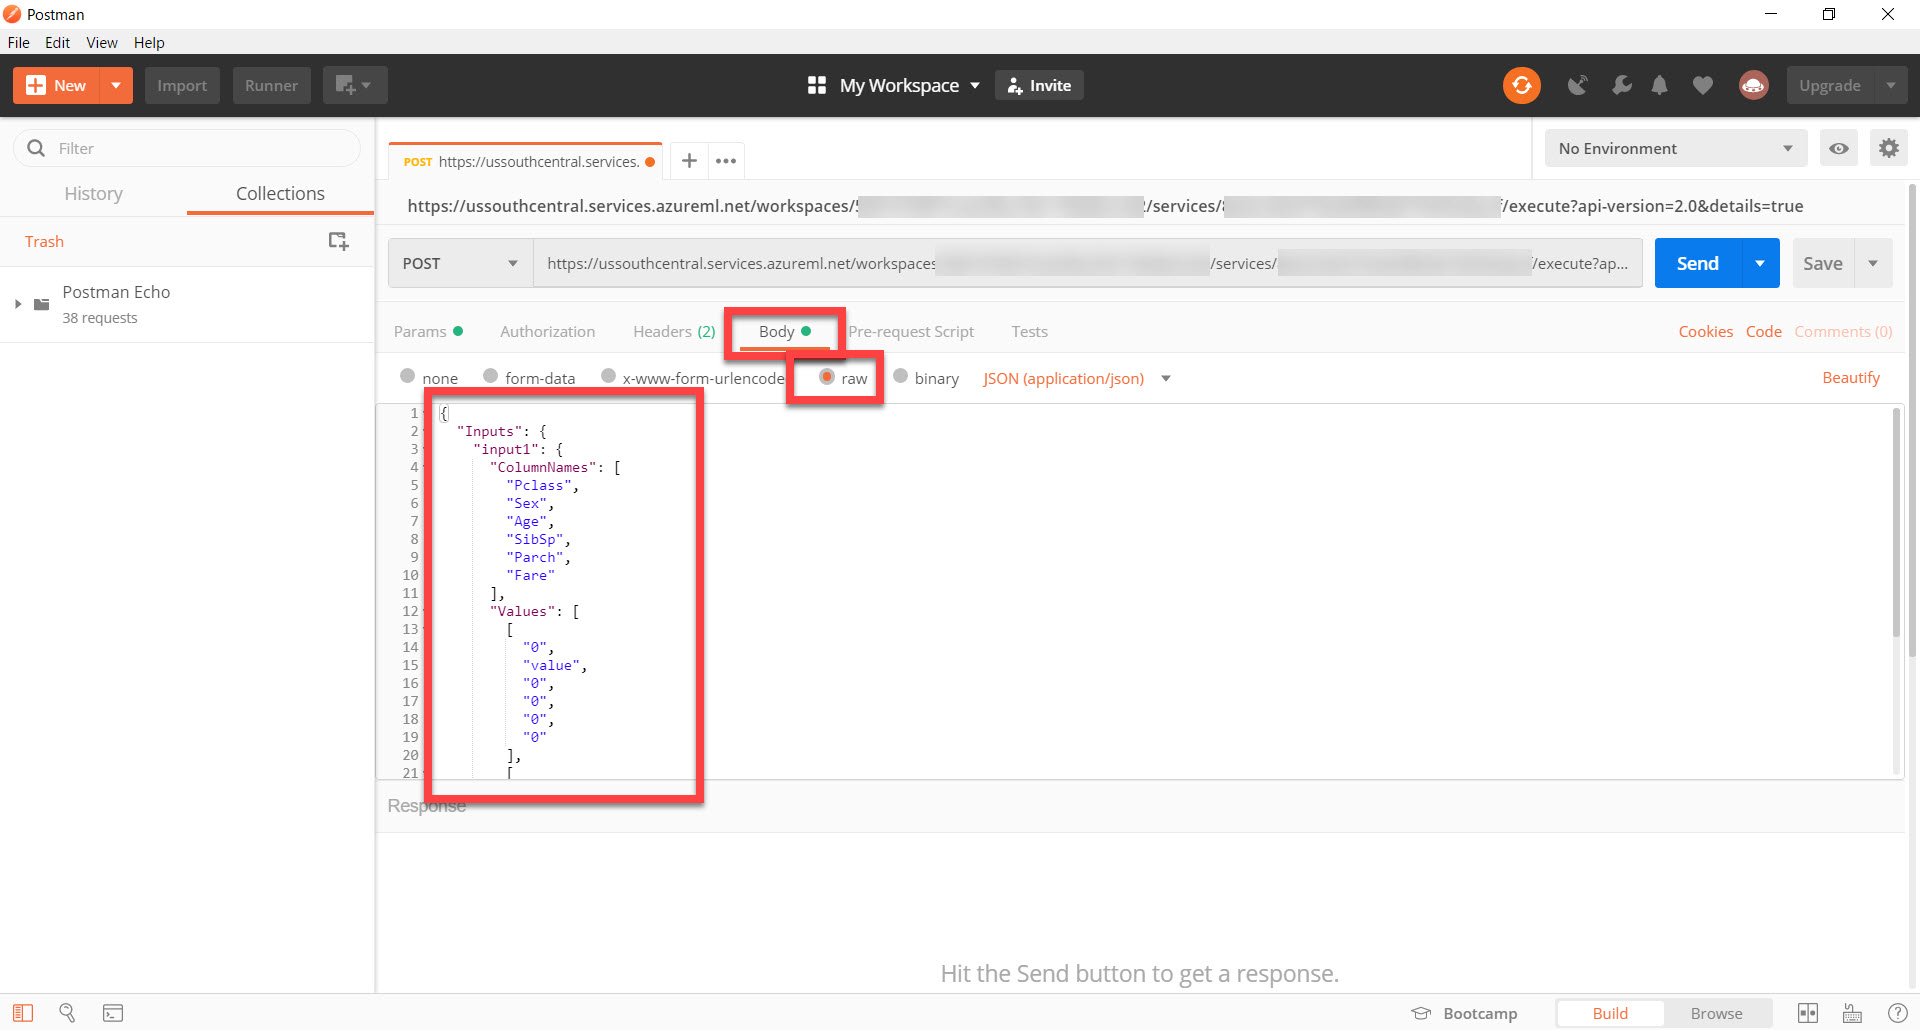 Postman
File Edit View Help
New Import Runner My Workspace Invite Upgrade
Filter
History Collections
Trash
Postman Echo
38 requests
POST https://ussouthcentral.services.
No Environment
https://ussouthcentral.services.azureml.net/workspaces/ /services/ /execute?api-version=2.0&details=true
POST https://ussouthcentral.services.azureml.net/workspaces /services/ /execute?ap... Send Save
Params Authorization Headers (2) Body Pre-request Script Tests Cookies Code Comments (0)
none form-data x-www-form-urlencode raw binary JSON (application/json) Beautify
1 {
2 "Inputs": {
3 "input1": {
4 "ColumnNames": [
5 "Pclass",
6 "Sex",
7 "Age",
8 "SibSp",
9 "Parch",
10 "Fare"
11 ],
12 "Values": [
13 [
14 "0",
15 "value",
16 "0",
17 "0",
18 "0",
19 "0"
20 ],
21 [
Response
Hit the Send button to get a response.
Bootcamp Build Browse